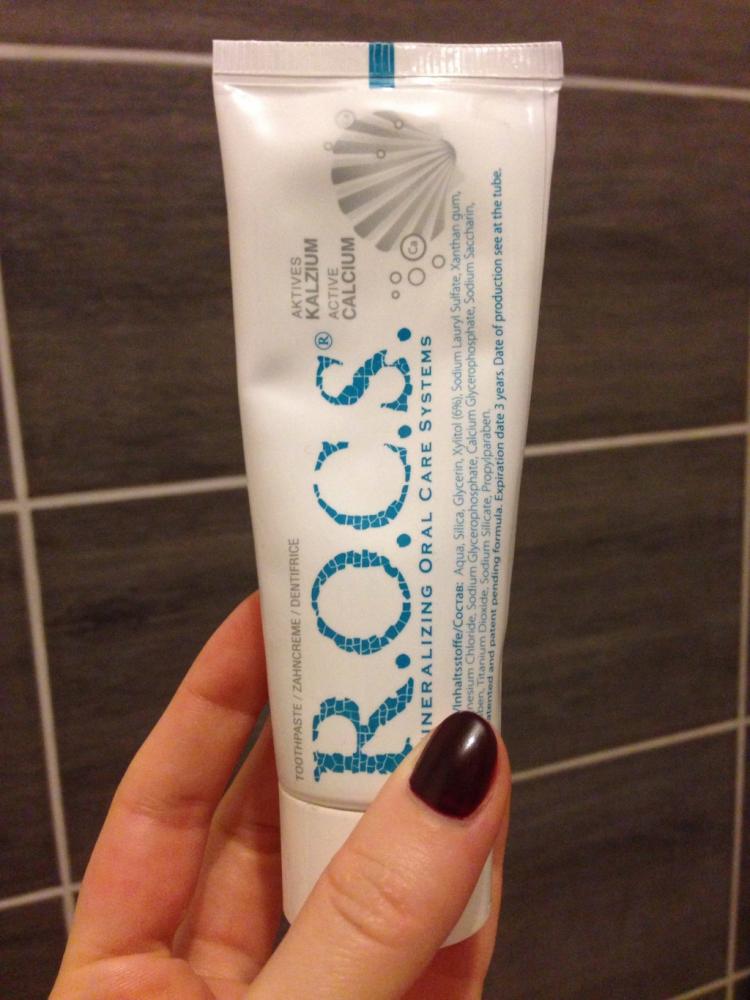 TOOTHPASTE / ZAHNCREME / DENTIFRICE
AKTIVES
KALZIUM
ACTIVE
CALCIUM
Ca
R.O.C.S.®
INERALIZING ORAL CARE SYSTEMS
/Inhaltsstoffe/Состав: Aqua, Silica, Glycerin, Xylitol (6%), Sodium Lauryl Sulfate, Xanthan gum,
nesium Chloride, Sodium Glycerophosphate, Calcium Glycerophosphate, Sodium Saccharin,
ben, Titanium Dioxide, Sodium Silicate, Propylparaben.
atented and patent pending formula. Expiration date 3 years. Date of production see at the tube.